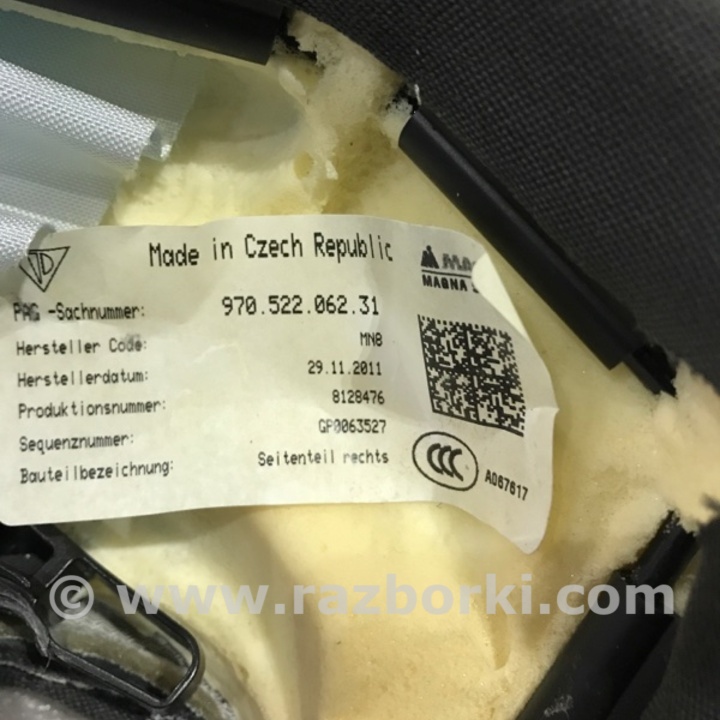 Made in Czech Republic
PAG -Sachnummer: 970.522.062.31
Hersteller Code: MN8
Herstellerdatum: 29.11.2011
Produktionsnummer: 8128476
Sequenznummer: GP0063527
Bauteilbezeichnung: Seitenteil rechts
MAGNA
CCC
A067617
© www.razborki.com